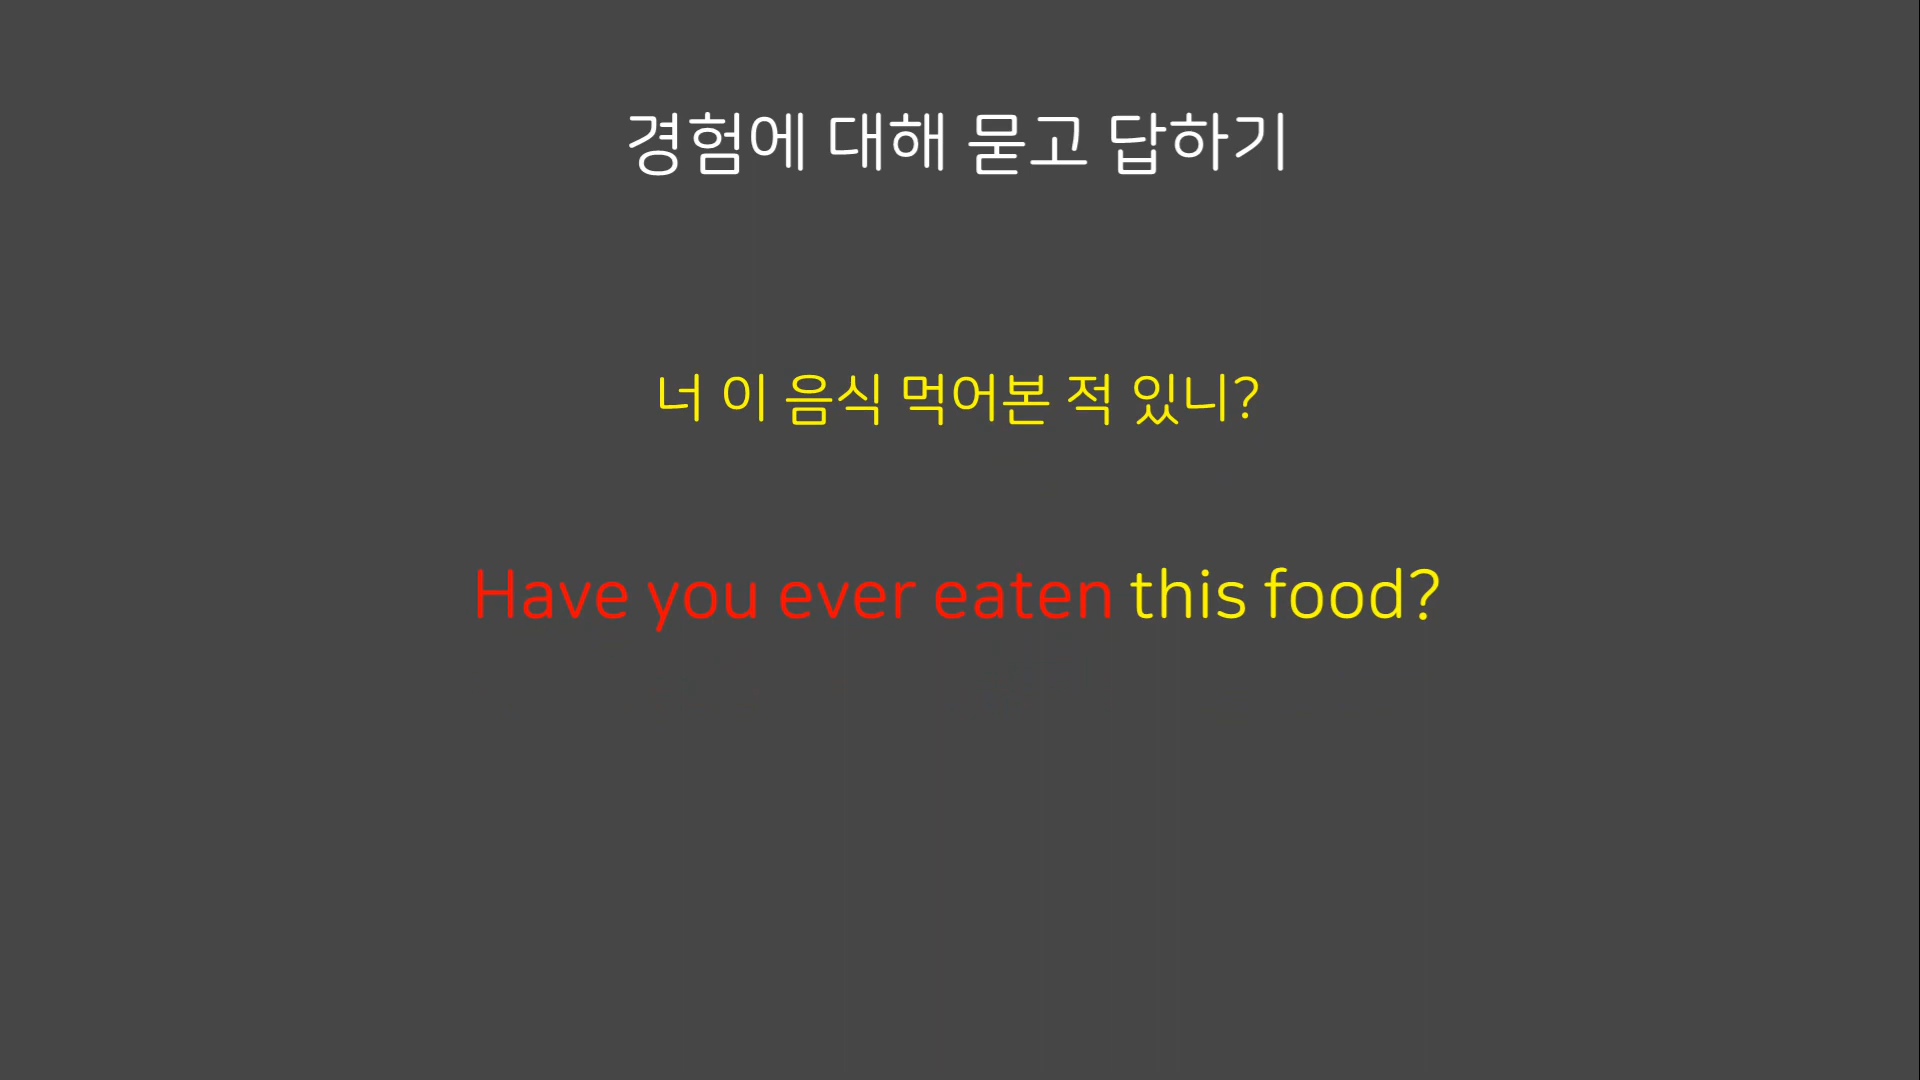 경험에 대해 묻고 답하기
너 이 음식 먹어본 적 있니?
Have you ever eaten this food?